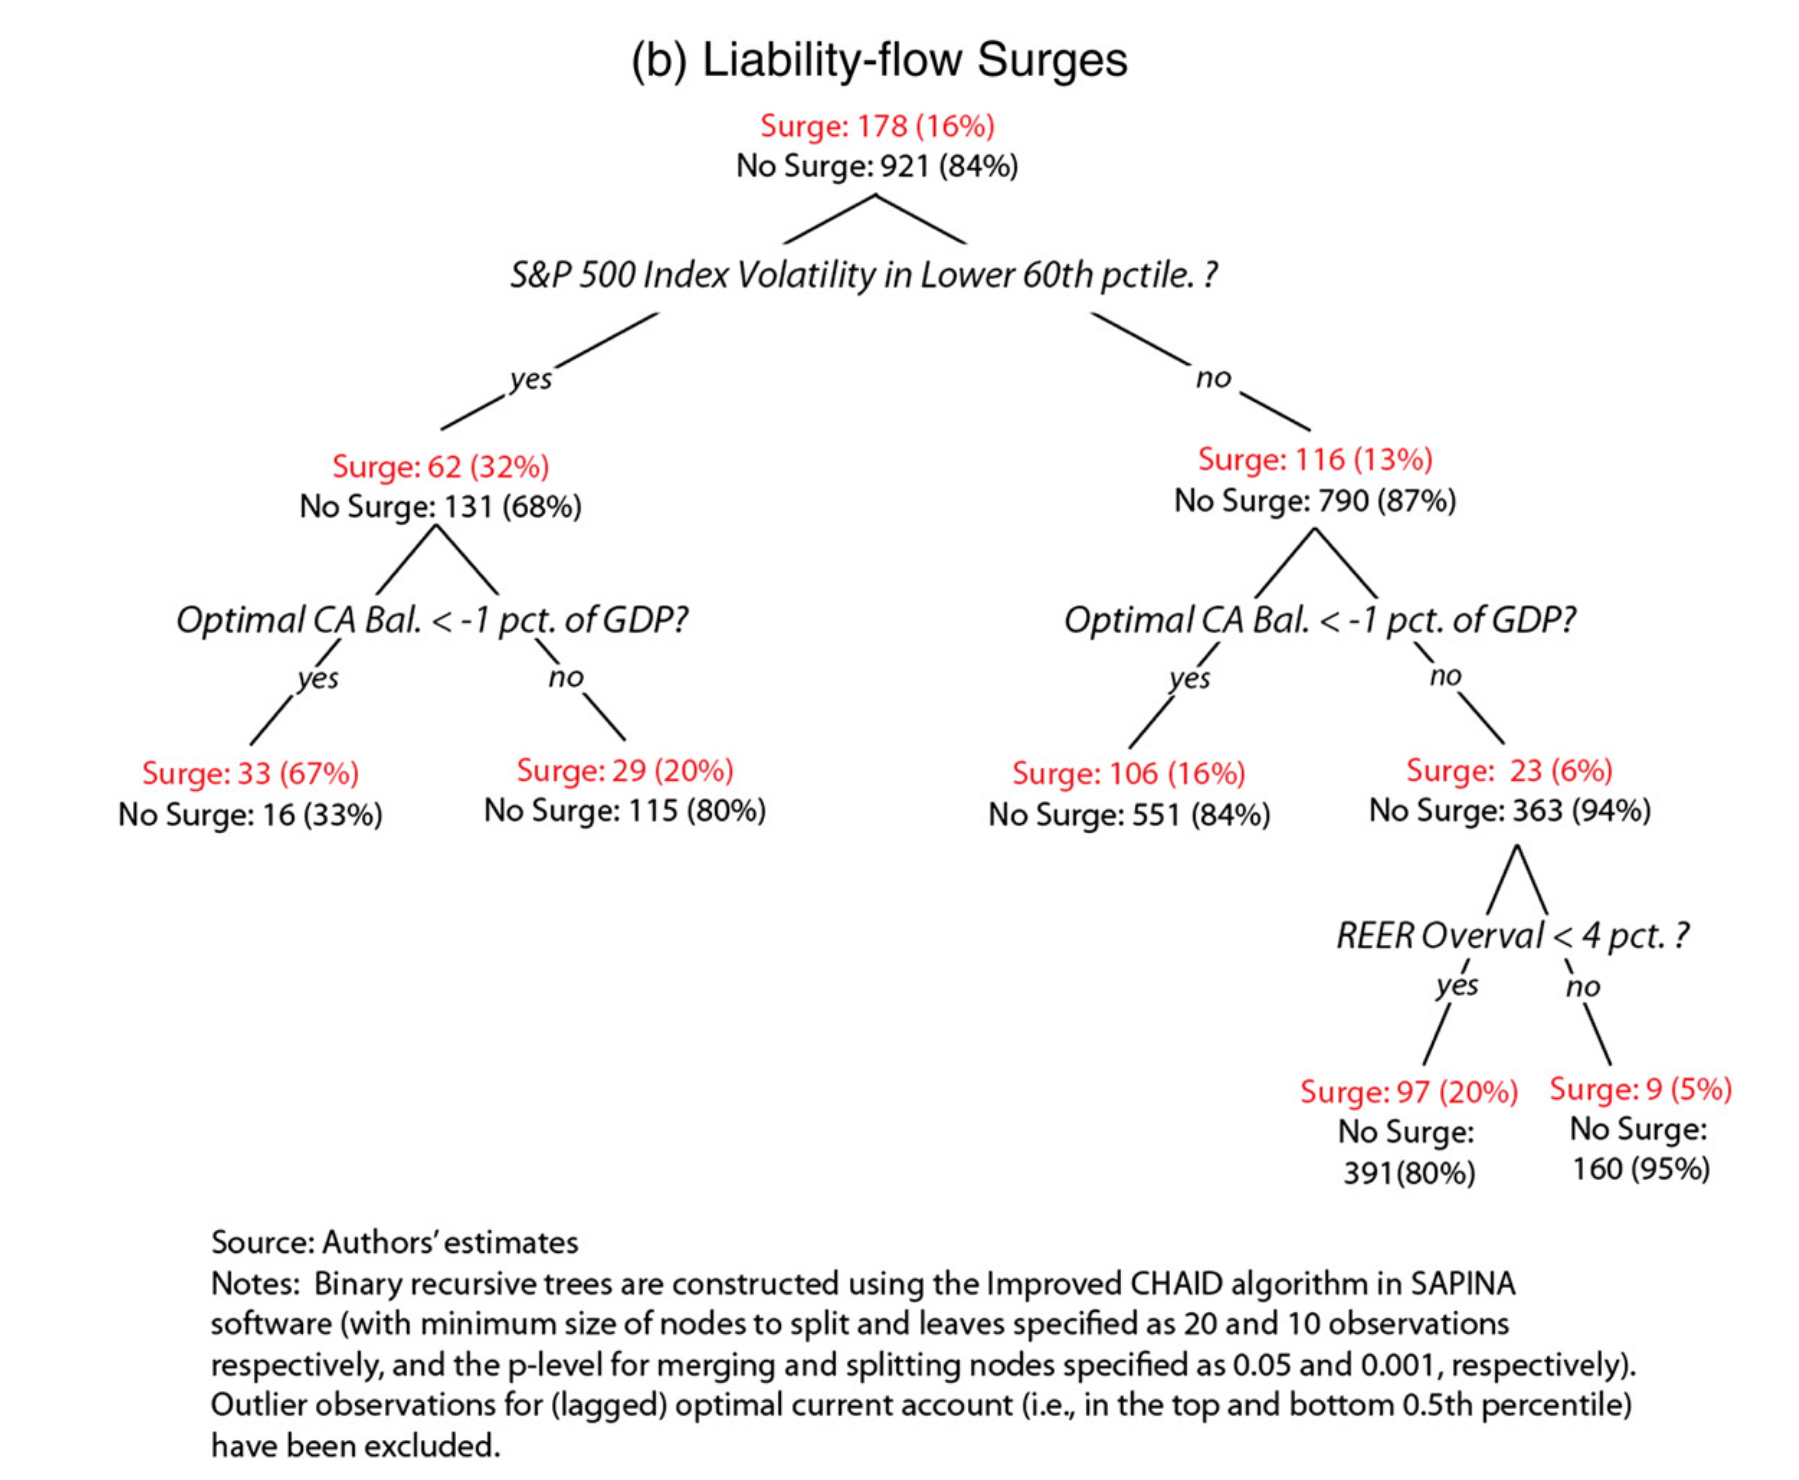 (b) Liability-flow Surges
Surge: 178 (16%)
No Surge: 921 (84%)
S&P 500 Index Volatility in Lower 60th pctile. ?
yes
no
Surge: 62 (32%)
No Surge: 131 (68%)
Surge: 116 (13%)
No Surge: 790 (87%)
Optimal CA Bal. < -1 pct. of GDP?
Optimal CA Bal. < -1 pct. of GDP?
yes
no
yes
no
Surge: 33 (67%)
No Surge: 16 (33%)
Surge: 29 (20%)
No Surge: 115 (80%)
Surge: 106 (16%)
No Surge: 551 (84%)
Surge: 23 (6%)
No Surge: 363 (94%)
REER Overval < 4 pct. ?
yes
no
Surge: 97 (20%)
No Surge:
391(80%)
Surge: 9 (5%)
No Surge:
160 (95%)
Source: Authors' estimates
Notes: Binary recursive trees are constructed using the Improved CHAID algorithm in SAPINA
software (with minimum size of nodes to split and leaves specified as 20 and 10 observations
respectively, and the p-level for merging and splitting nodes specified as 0.05 and 0.001, respectively).
Outlier observations for (lagged) optimal current account (i.e., in the top and bottom 0.5th percentile)
have been excluded.